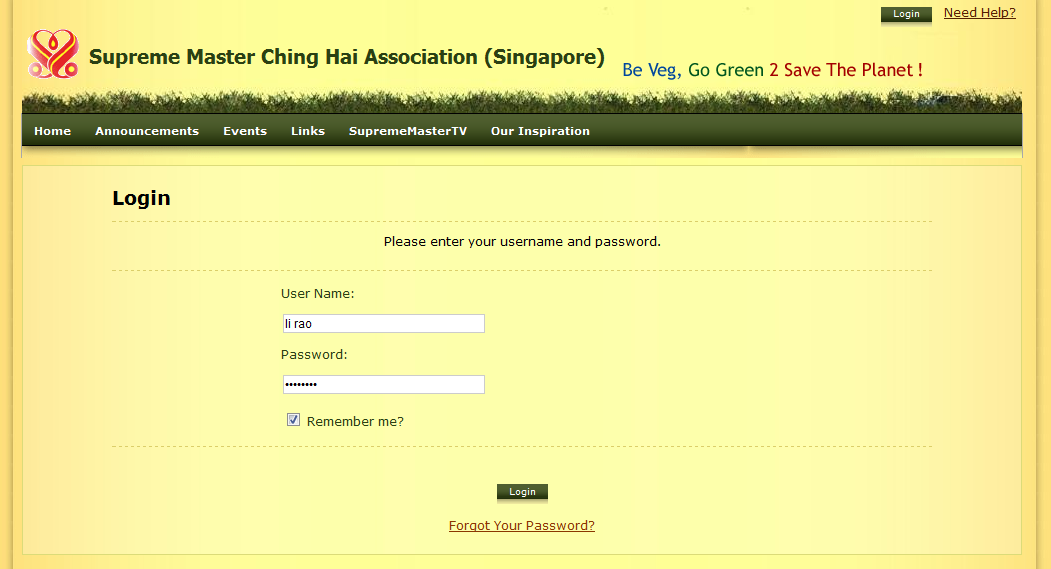 Login Need Help?
Supreme Master Ching Hai Association (Singapore)
Be Veg, Go Green 2 Save The Planet !
Home Announcements Events Links SupremeMasterTV Our Inspiration
Login
Please enter your username and password.
User Name:
li rao
Password:
••••••••
Remember me?
Login
Forgot Your Password?